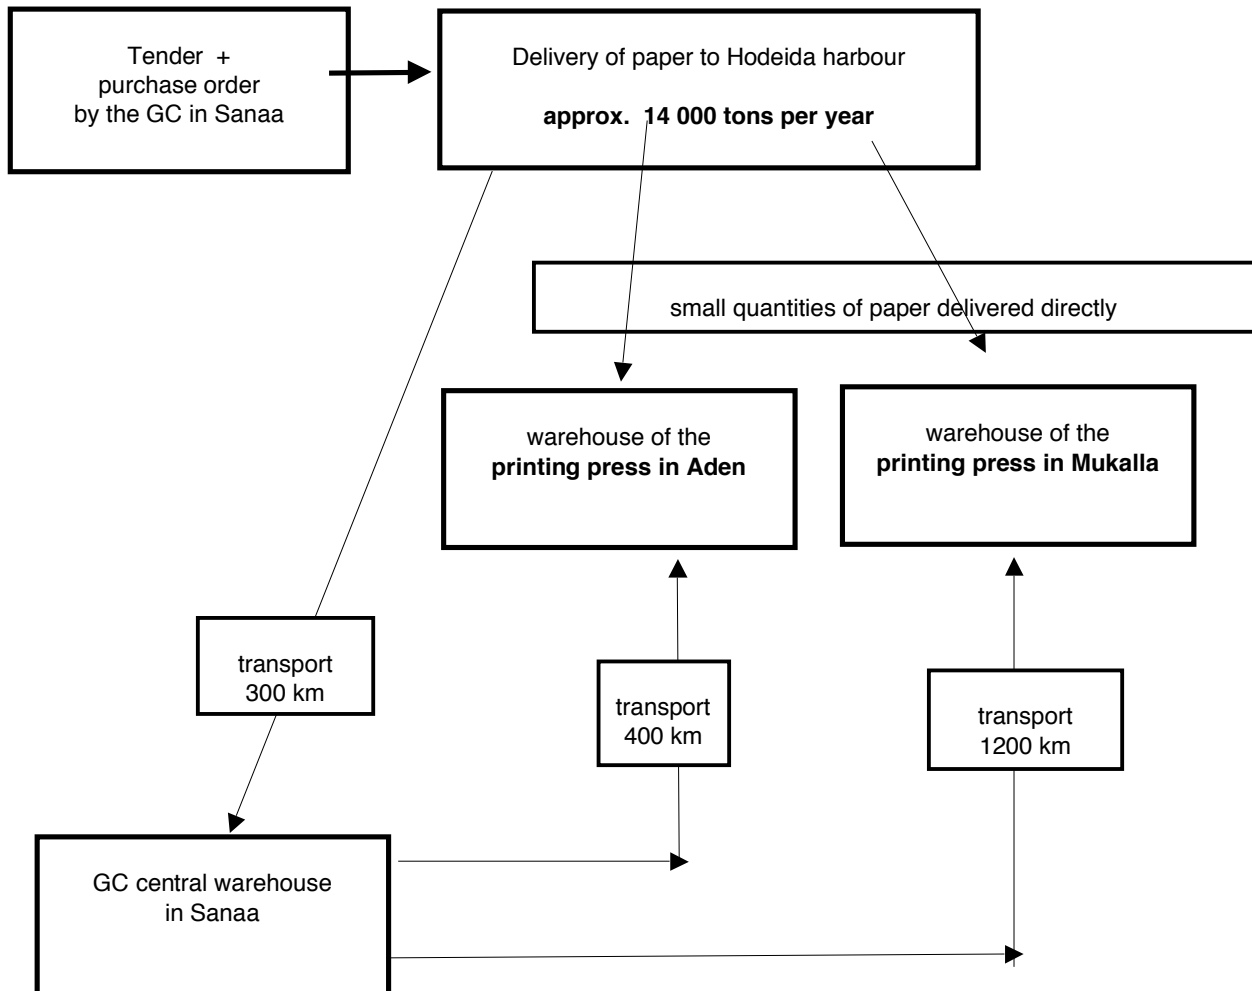 Tender +
purchase order
by the GC in Sanaa
Delivery of paper to Hodeida harbour
approx. 14 000 tons per year
small quantities of paper delivered directly
warehouse of the
printing press in Aden
warehouse of the
printing press in Mukalla
transport
300 km
transport
400 km
transport
1200 km
GC central warehouse
in Sanaa